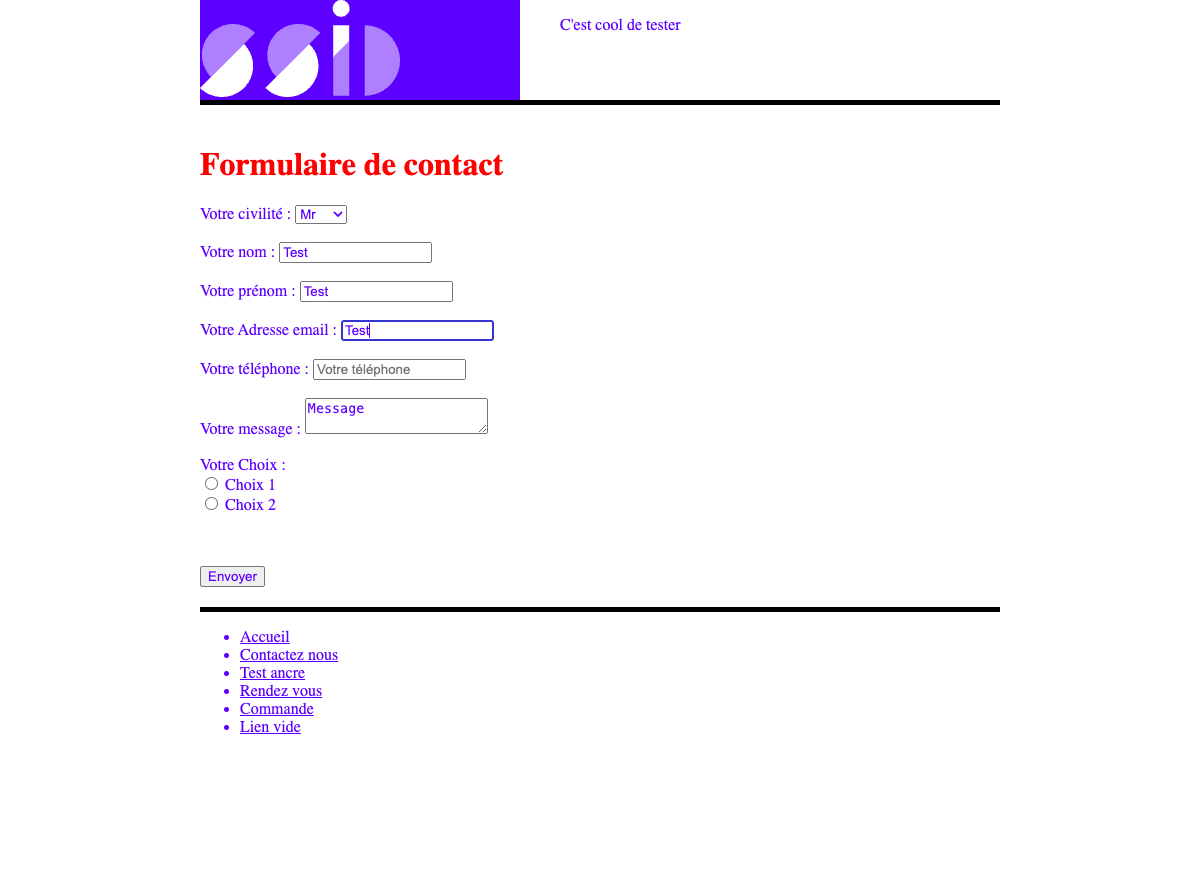 ssid
C'est cool de tester
Formulaire de contact
Votre civilité : Mr
Votre nom : Test
Votre prénom : Test
Votre Adresse email : Test
Votre téléphone : Votre téléphone
Votre message : Message
Votre Choix :
Choix 1
Choix 2
Envoyer
Accueil
Contactez nous
Test ancre
Rendez vous
Commande
Lien vide